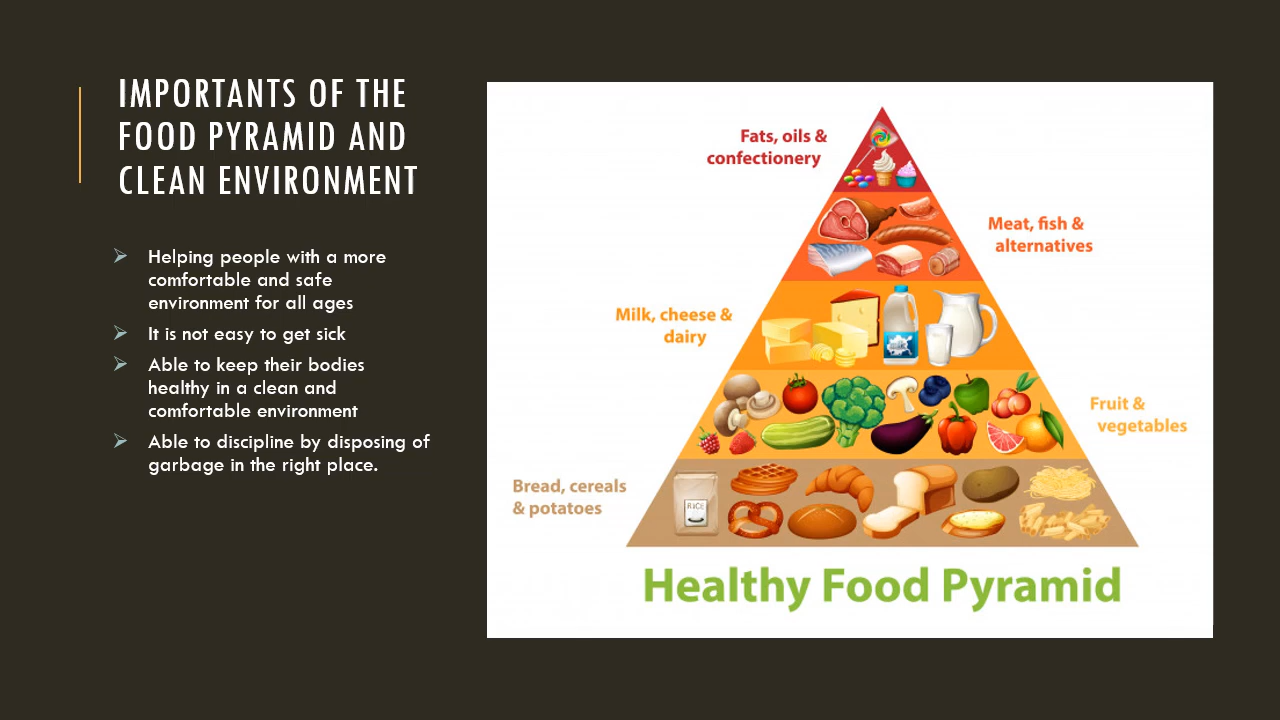 IMPORTANTS OF THE
FOOD PYRAMID AND
CLEAN ENVIRONMENT
Helping people with a more
comfortable and safe
environment for all ages
It is not easy to get sick
Able to keep their bodies
healthy in a clean and
comfortable environment
Able to discipline by disposing of
garbage in the right place.
Fats, oils &
confectionery
Meat, fish &
alternatives
Milk, cheese &
dairy
Fruit &
vegetables
Bread, cereals
& potatoes
RICE
Healthy Food Pyramid